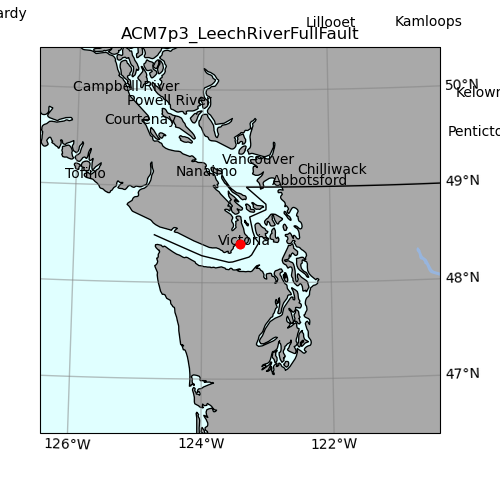 ardy
Lillooet
Kamloops
ACM7p3_LeechRiverFullFault
Campbell River
50°N
Kelown
Powell River
Courtenay
Penticto
Vancouver
Tofino
Nanaimo
Chilliwack
Abbotsford
49°N
Victoria
48°N
47°N
126°W
124°W
122°W